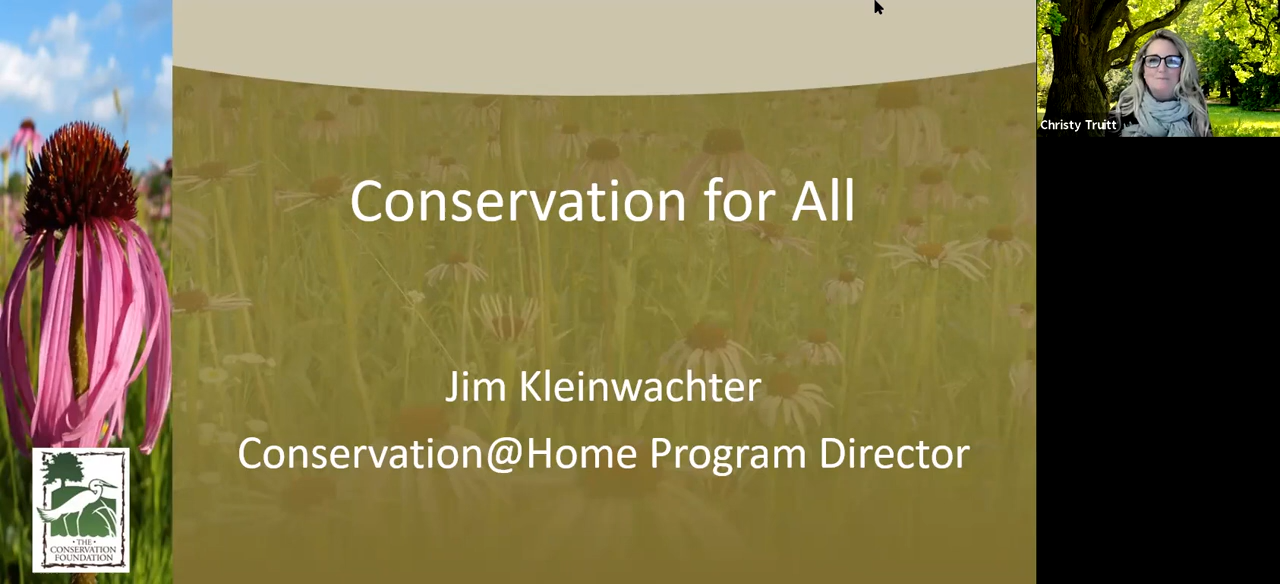 Conservation for All
Jim Kleinwachter
Conservation@Home Program Director
Christy Truitt
· THE ·
CONSERVATION
FOUNDATION